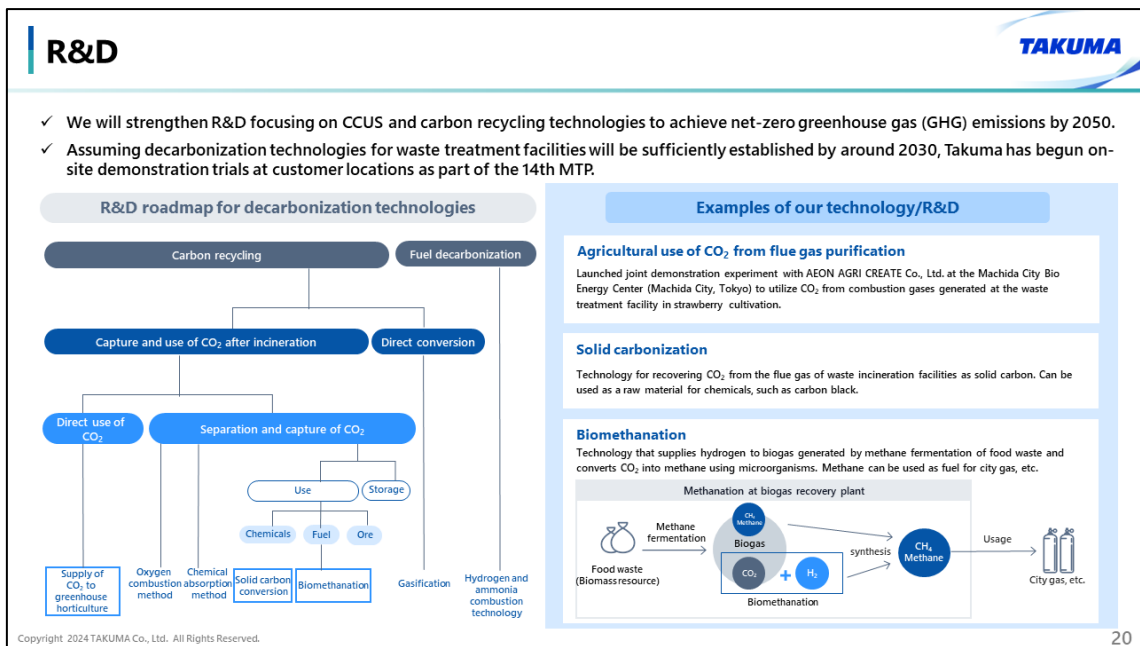 R&D
TAKUMA
✓ We will strengthen R&D focusing on CCUS and carbon recycling technologies to achieve net-zero greenhouse gas (GHG) emissions by 2050.
✓ Assuming decarbonization technologies for waste treatment facilities will be sufficiently established by around 2030, Takuma has begun on-
site demonstration trials at customer locations as part of the 14th MTP.
R&D roadmap for decarbonization technologies
Carbon recycling
Fuel decarbonization
Capture and use of CO₂ after incineration
Direct conversion
Direct use of
CO₂
Separation and capture of CO₂
Use
Storage
Chemicals
Fuel
Ore
Supply of
CO₂ to
greenhouse
horticulture
Oxygen
combustion
method
Chemical
absorption
method
Solid carbon
conversion
Biomethanation
Gasification
Hydrogen and
ammonia
combustion
technology
Examples of our technology/R&D
Agricultural use of CO₂ from flue gas purification
Launched joint demonstration experiment with AEON AGRI CREATE Co., Ltd. at the Machida City Bio
Energy Center (Machida City, Tokyo) to utilize CO₂ from combustion gases generated at the waste
treatment facility in strawberry cultivation.
Solid carbonization
Technology for recovering CO₂ from the flue gas of waste incineration facilities as solid carbon. Can be
used as a raw material for chemicals, such as carbon black.
Biomethanation
Technology that supplies hydrogen to biogas generated by methane fermentation of food waste and
converts CO₂ into methane using microorganisms. Methane can be used as fuel for city gas, etc.
Methanation at biogas recovery plant
Food waste
(Biomass resource)
Methane
fermentation
CH₄
Methane
Biogas
CO₂
+
H₂
Biomethanation
synthesis
CH₄
Methane
Usage
City gas, etc.
Copyright 2024 TAKUMA Co., Ltd. All Rights Reserved.
20